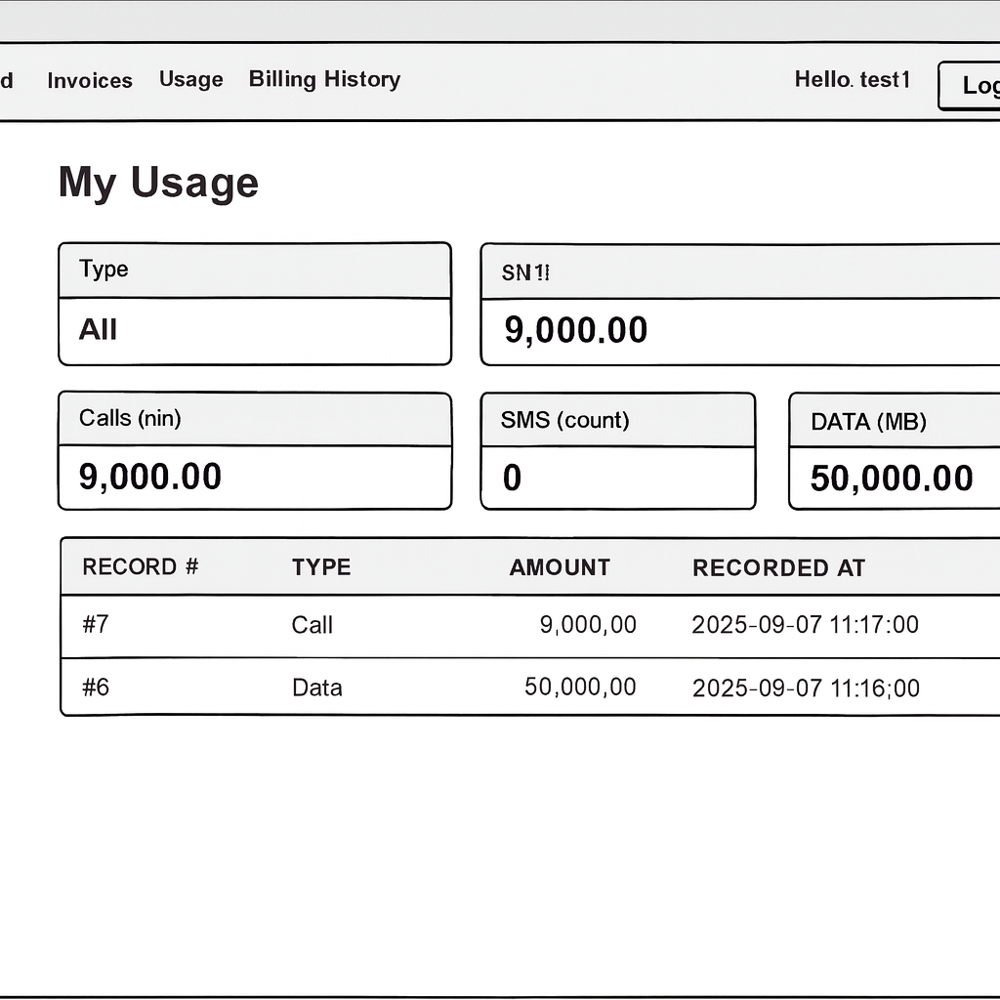 d Invoices Usage Billing History Hello. test1 Log
My Usage
Type
All
9,000.00
Calls (nin) SMS (count) DATA (MB)
9,000.00 0 50,000.00
RECORD # TYPE AMOUNT RECORDED AT
#7 Call 9,000,00 2025-09-07 11:17:00
#6 Data 50,000,00 2025-09-07 11:16;00